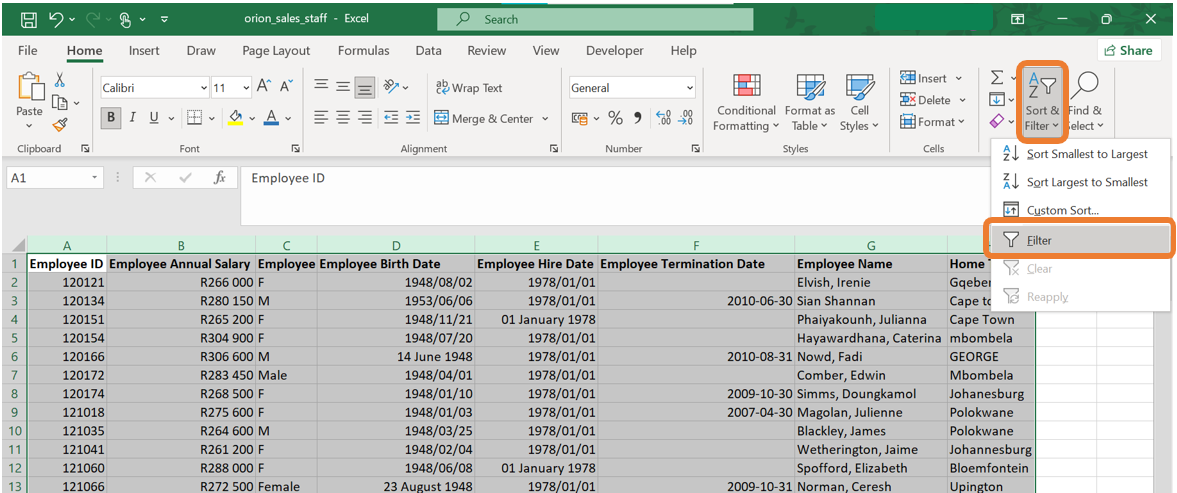 orion_sales_staff - Excel
Search
File Home Insert Draw Page Layout Formulas Data Review View Developer Help Share
Paste
Calibri 11
B I U A
Wrap Text
Merge & Center
General
% 9
Conditional Formatting
Format as Table
Cell Styles
Insert
Delete
Format
Sort & Filter
Find & Select
Clipboard Font Alignment Number Styles Cells
Sort Smallest to Largest
Sort Largest to Smallest
Custom Sort...
Filter
Clear
Reapply
A1 fx Employee ID
A B C D E F G
1 Employee ID Employee Annual Salary Employee Employee Birth Date Employee Hire Date Employee Termination Date Employee Name Home
2 120121 R266 000 F 1948/08/02 1978/01/01 Elvish, Irenie Gqeber
3 120134 R280 150 M 1953/06/06 1978/01/01 2010-06-30 Sian Shannan Cape to
4 120151 R265 200 F 1948/11/21 01 January 1978 Phaiyakounh, Julianna Cape Town
5 120154 R304 900 F 1948/07/20 1978/01/01 Hayawardhana, Caterina mbombela
6 120166 R306 600 M 14 June 1948 1978/01/01 2010-08-31 Nowd, Fadi GEORGE
7 120172 R283 450 Male 1948/04/01 1978/01/01 Comber, Edwin Mbombela
8 120174 R268 500 F 1948/01/10 1978/01/01 2009-10-30 Simms, Doungkamol Johanesburg
9 121018 R275 600 F 1948/01/03 1978/01/01 2007-04-30 Magolan, Julienne Polokwane
10 121035 R264 600 M 1948/03/25 1978/01/01 Blackley, James Polokwane
11 121041 R261 200 F 1948/02/04 1978/01/01 Wetherington, Jaime Johannesburg
12 121060 R288 000 F 1948/06/08 01 January 1978 Spofford, Elizabeth Bloemfontein
13 121066 R272 500 Female 23 August 1948 1978/01/01 2009-10-31 Norman, Ceresh Upington